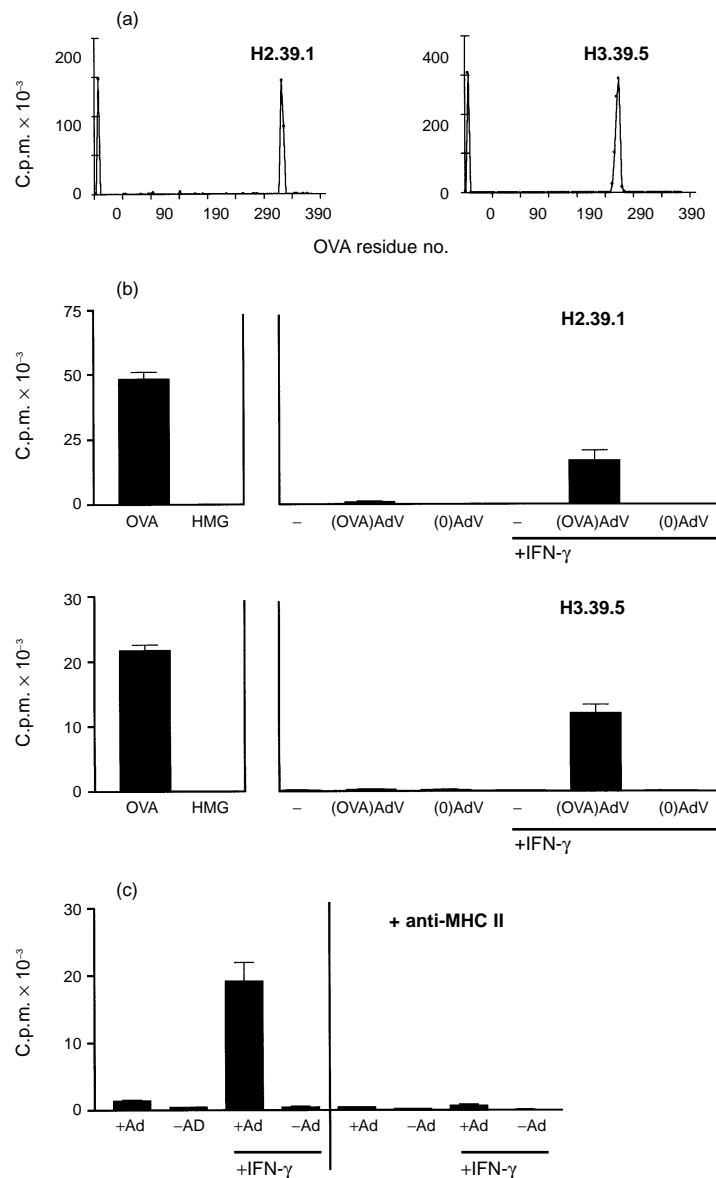 (a)
H2.39.1
H3.39.5
C.p.m. × 10⁻³
200
100
0
0 90 190 290 390
400
200
0
0 90 190 290 390
OVA residue no.
(b)
H2.39.1
C.p.m. × 10⁻³
75
50
25
0
OVA HMG
– (OVA)AdV (0)AdV – (OVA)AdV (0)AdV
+IFN-γ
H3.39.5
C.p.m. × 10⁻³
30
20
10
0
OVA HMG
– (OVA)AdV (0)AdV – (OVA)AdV (0)AdV
+IFN-γ
(c)
+ anti-MHC II
C.p.m. × 10⁻³
30
20
10
0
+Ad –AD +Ad –Ad +Ad –Ad +Ad –Ad
+IFN-γ +IFN-γ